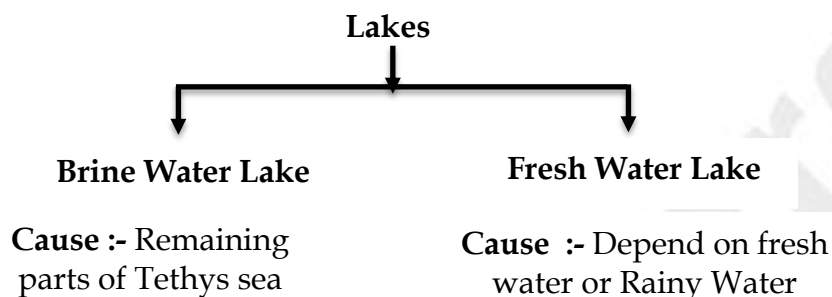 Lakes
Brine Water Lake
Fresh Water Lake
Cause :- Remaining
parts of Tethys sea
Cause :- Depend on fresh
water or Rainy Water